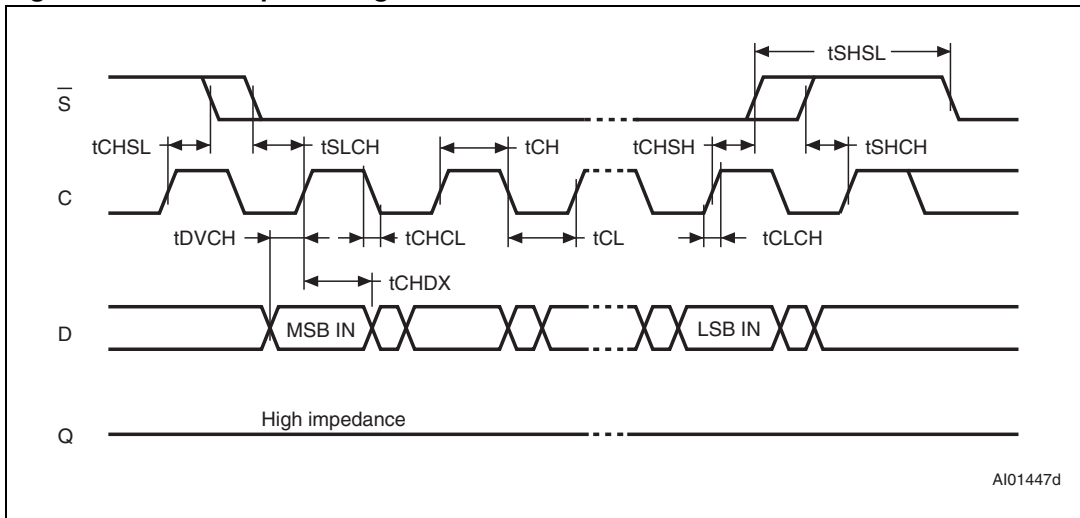 tSHSL
S
tCHSL
tSLCH
tCH
tCHSH
tSHCH
C
tDVCH
tCHCL
tCL
tCLCH
tCHDX
D
MSB IN
LSB IN
High impedance
Q
AI01447d